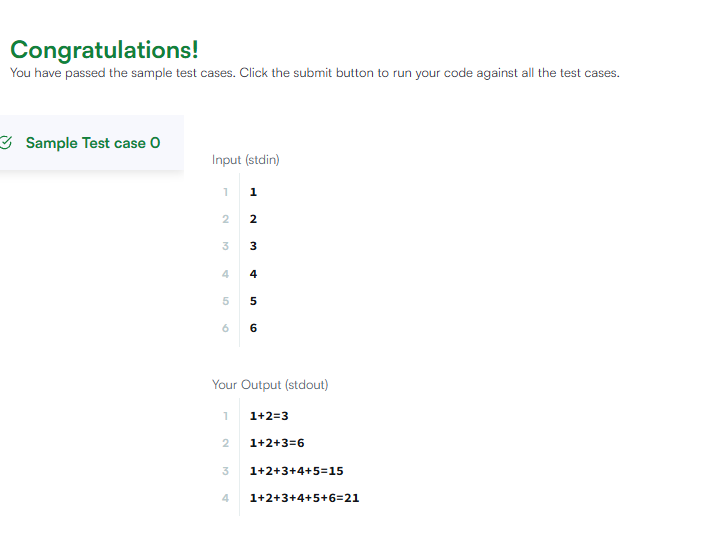 Congratulations!
You have passed the sample test cases. Click the submit button to run your code against all the test cases.
Sample Test case 0
Input (stdin)
1 1
2 2
3 3
4 4
5 5
6 6
Your Output (stdout)
1 1+2=3
2 1+2+3=6
3 1+2+3+4+5=15
4 1+2+3+4+5+6=21